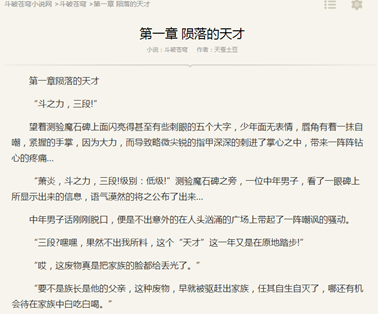 斗破苍穹小说网 >斗破苍穹 >第一章 陨落的天才
第一章 陨落的天才
小说：斗破苍穹 作者：天蚕土豆
第一章陨落的天才
“斗之力，三段!”
望着测验魔石碑上面闪亮得甚至有些刺眼的五个大字，少年面无表情，唇角有着一抹自
嘲，紧握的手掌，因为大力，而导致略微尖锐的指甲深深的刺进了掌心之中，带来一阵阵钻
心的疼痛...
“萧炎，斗之力，三段!级别：低级!”测验魔石碑之旁，一位中年男子，看了一眼碑上
所显示出来的信息，语气漠然的将之公布了出来...
中年男子话刚刚脱口，便是不出意外的在人头汹涌的广场上带起了一阵嘲讽的骚动。
“三段?嘿嘿，果然不出我所料，这个“天才”这一年又是在原地踏步!”
“哎，这废物真是把家族的脸都给丢光了。”
“要不是族长是他的父亲，这种废物，早就被驱赶出家族，任其自生自灭了，哪还有机
会待在家族中白吃白喝。”